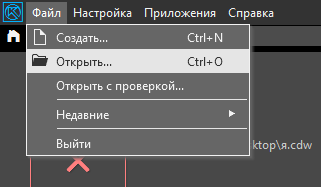 Файл Настройка Приложения Справка
Создать... Ctrl+N
Открыть... Ctrl+O
Открыть с проверкой...
Недавние
ktop\я.cdw
Выйти